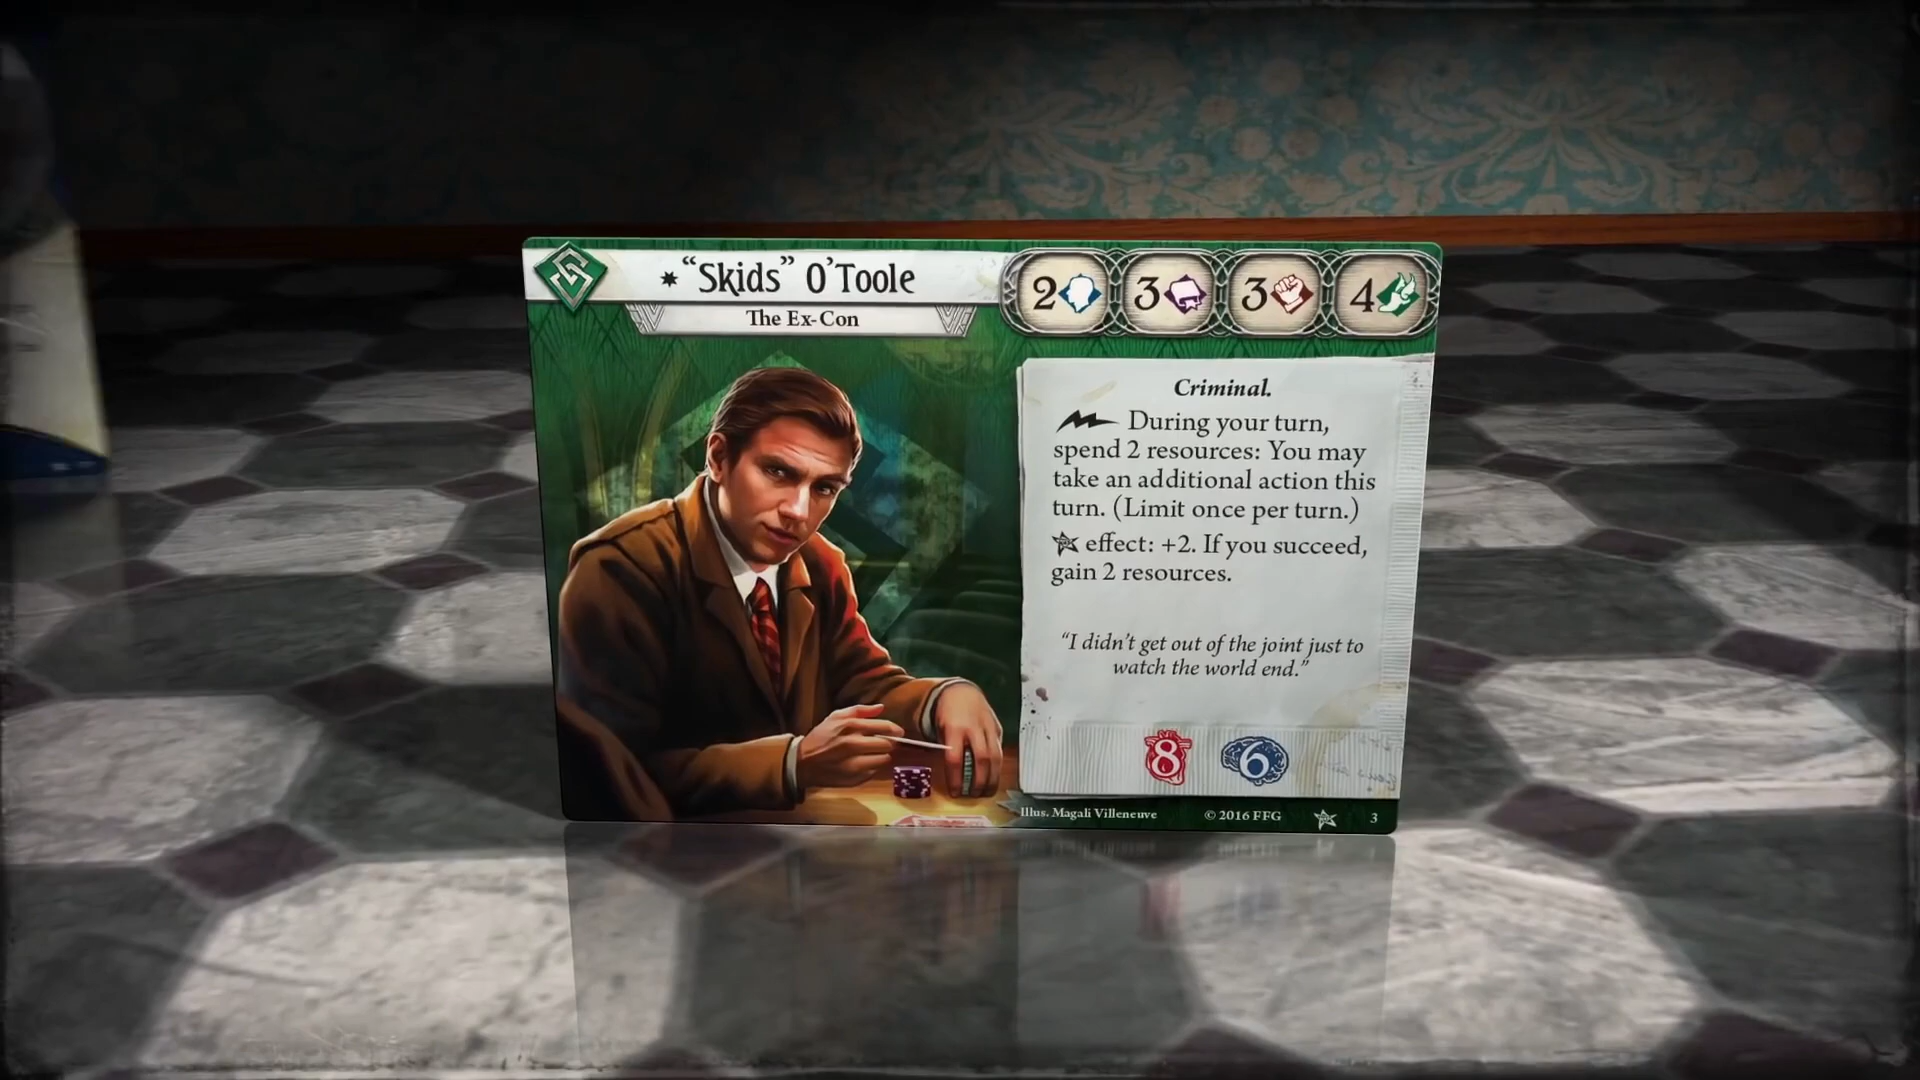 “Skids” O’Toole
The Ex-Con
2 3 3 4
Criminal.
During your turn,
spend 2 resources: You may
take an additional action this
turn. (Limit once per turn.)
effect: +2. If you succeed,
gain 2 resources.
“I didn’t get out of the joint just to
watch the world end.”
8 6
Illus. Magali Villeneuve © 2016 FFG 3